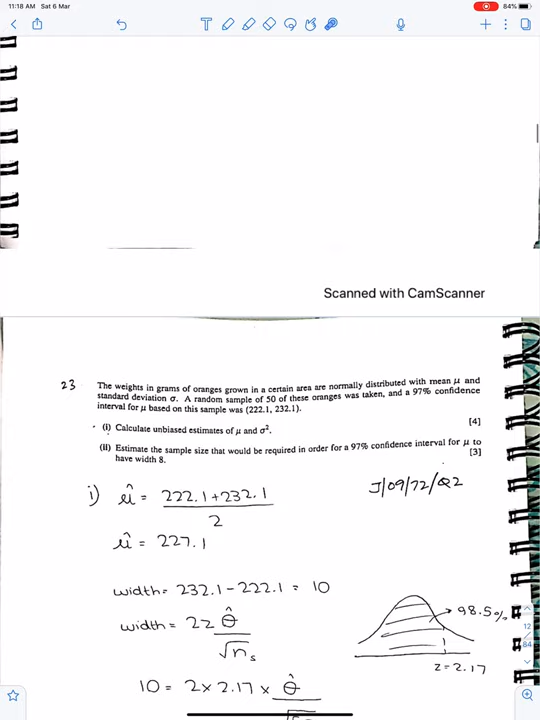 11:18 AM Sat 6 Mar
84%
Scanned with CamScanner
23
The weights in grams of oranges grown in a certain area are normally distributed with mean μ and
standard deviation σ. A random sample of 50 of these oranges was taken, and a 97% confidence
interval for μ based on this sample was (222.1, 232.1).
(i) Calculate unbiased estimates of μ and σ².
[4]
(ii) Estimate the sample size that would be required in order for a 97% confidence interval for μ to
have width 8.
[3]
J/09/72/Q2
i) μ̂ = 222.1+232.1
2
μ̂ = 227.1
width = 232.1 - 222.1 = 10
width = 2z σ̂
√n
98.5%
z = 2.17
10 = 2 × 2.17 × σ̂
12
84